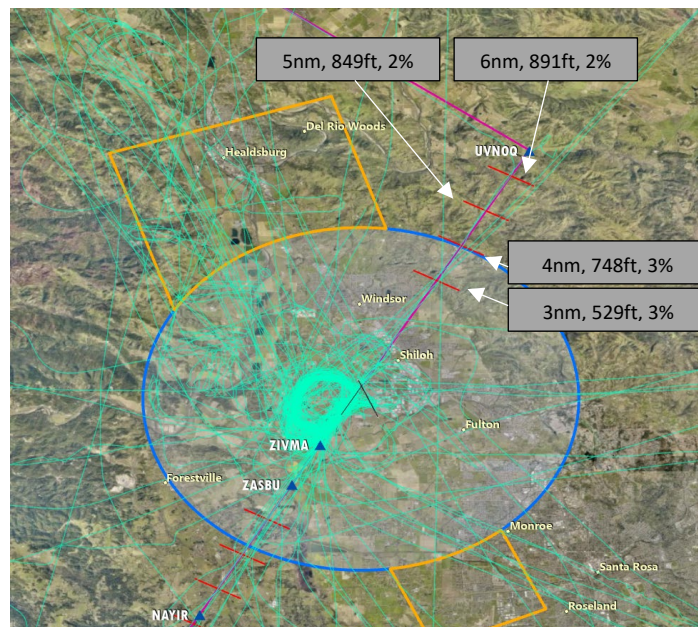 5nm, 849ft, 2%
6nm, 891ft, 2%
Del Rio Woods
Healdsburg
UVNOQ
4nm, 748ft, 3%
Windsor
3nm, 529ft, 3%
Shiloh
Fulton
ZIVMA
Forestville
ZASBU
Monroe
Santa Rosa
Roseland
NAYIR